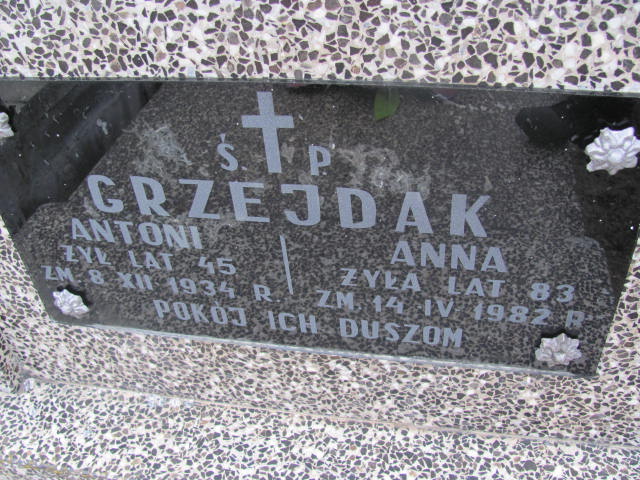 Ś. P.
GRZEJDAK
ANTONI
ŻYŁ LAT 45
ZM. 8 XII 1934 R
ANNA
ŻYŁA LAT 83
ZM. 14 IV 1982 R
POKÓJ ICH DUSZOM